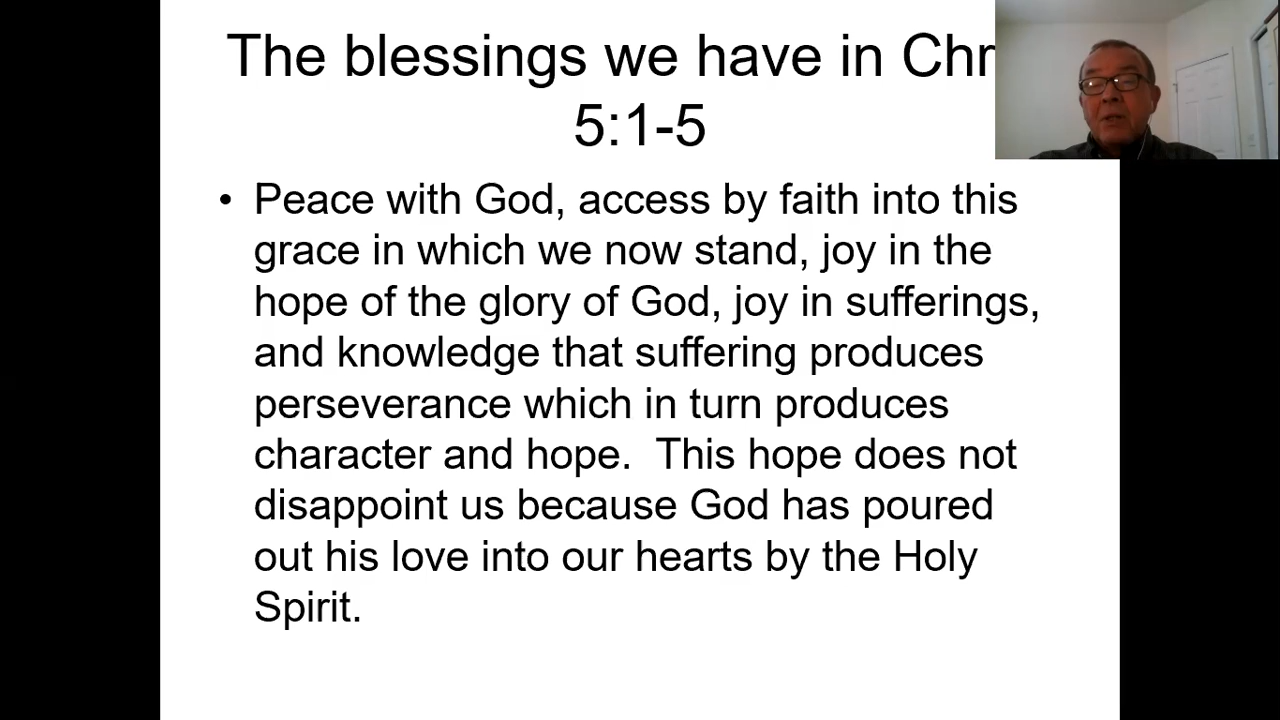 The blessings we have in Chr
5:1-5
• Peace with God, access by faith into this
grace in which we now stand, joy in the
hope of the glory of God, joy in sufferings,
and knowledge that suffering produces
perseverance which in turn produces
character and hope.  This hope does not
disappoint us because God has poured
out his love into our hearts by the Holy
Spirit.